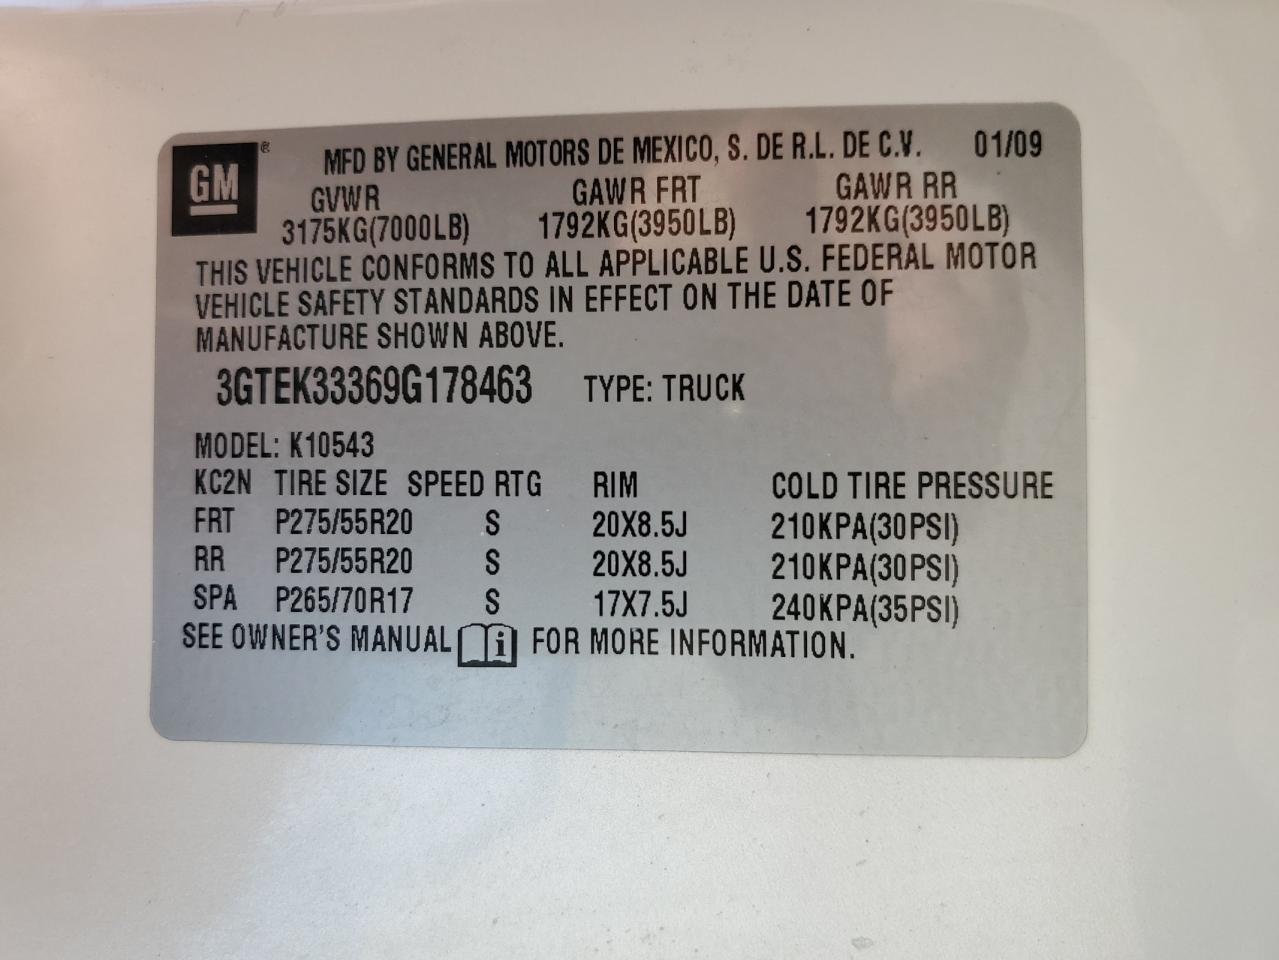 GM ® MFD BY GENERAL MOTORS DE MEXICO, S. DE R.L. DE C.V. 01/09
GVWR GAWR FRT GAWR RR
3175KG(7000LB) 1792KG(3950LB) 1792KG(3950LB)
THIS VEHICLE CONFORMS TO ALL APPLICABLE U.S. FEDERAL MOTOR
VEHICLE SAFETY STANDARDS IN EFFECT ON THE DATE OF
MANUFACTURE SHOWN ABOVE.
3GTEK33369G178463 TYPE: TRUCK
MODEL: K10543
KC2N TIRE SIZE SPEED RTG RIM COLD TIRE PRESSURE
FRT P275/55R20 S 20X8.5J 210KPA(30PSI)
RR P275/55R20 S 20X8.5J 210KPA(30PSI)
SPA P265/70R17 S 17X7.5J 240KPA(35PSI)
SEE OWNER'S MANUAL i FOR MORE INFORMATION.